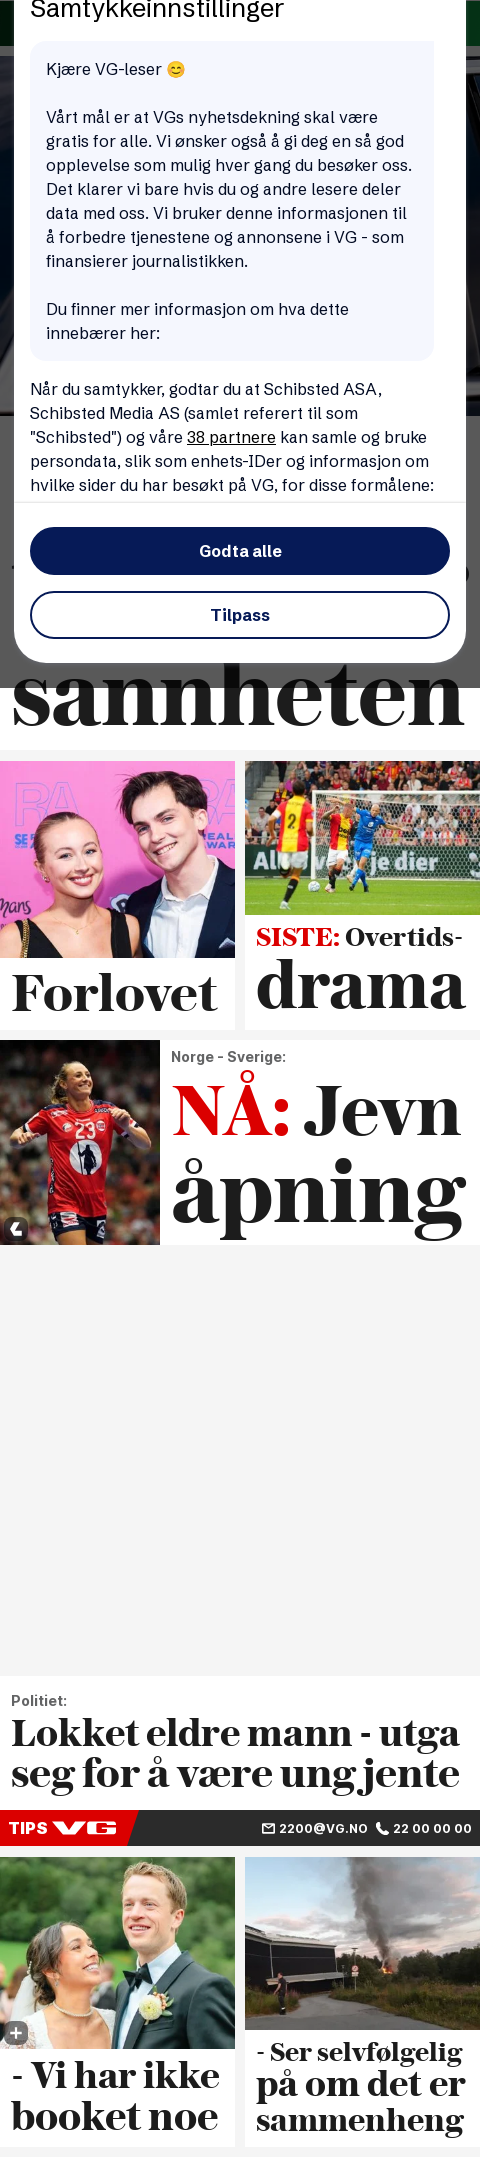 Samtykkeinnstillinger
Kjære VG-leser 😊
Vårt mål er at VGs nyhetsdekning skal være
gratis for alle. Vi ønsker også å gi deg en så god
opplevelse som mulig hver gang du besøker oss.
Det klarer vi bare hvis du og andre lesere deler
data med oss. Vi bruker denne informasjonen til
å forbedre tjenestene og annonsene i VG - som
finansierer journalistikken.
Du finner mer informasjon om hva dette
innebærer her:
Når du samtykker, godtar du at Schibsted ASA,
Schibsted Media AS (samlet referert til som
"Schibsted") og våre 38 partnere kan samle og bruke
persondata, slik som enhets-IDer og informasjon om
hvilke sider du har besøkt på VG, for disse formålene:
Godta alle
Tilpass
sannheten
Forlovet
SISTE: Overtids-
drama
Norge - Sverige:
NÅ: Jevn
åpning
23
Politiet:
Lokket eldre mann - utga
seg for å være ung jente
TIPS VG 2200@VG.NO 22 00 00 00
- Vi har ikke
booket noe
- Ser selvfølgelig
på om det er
sammenheng